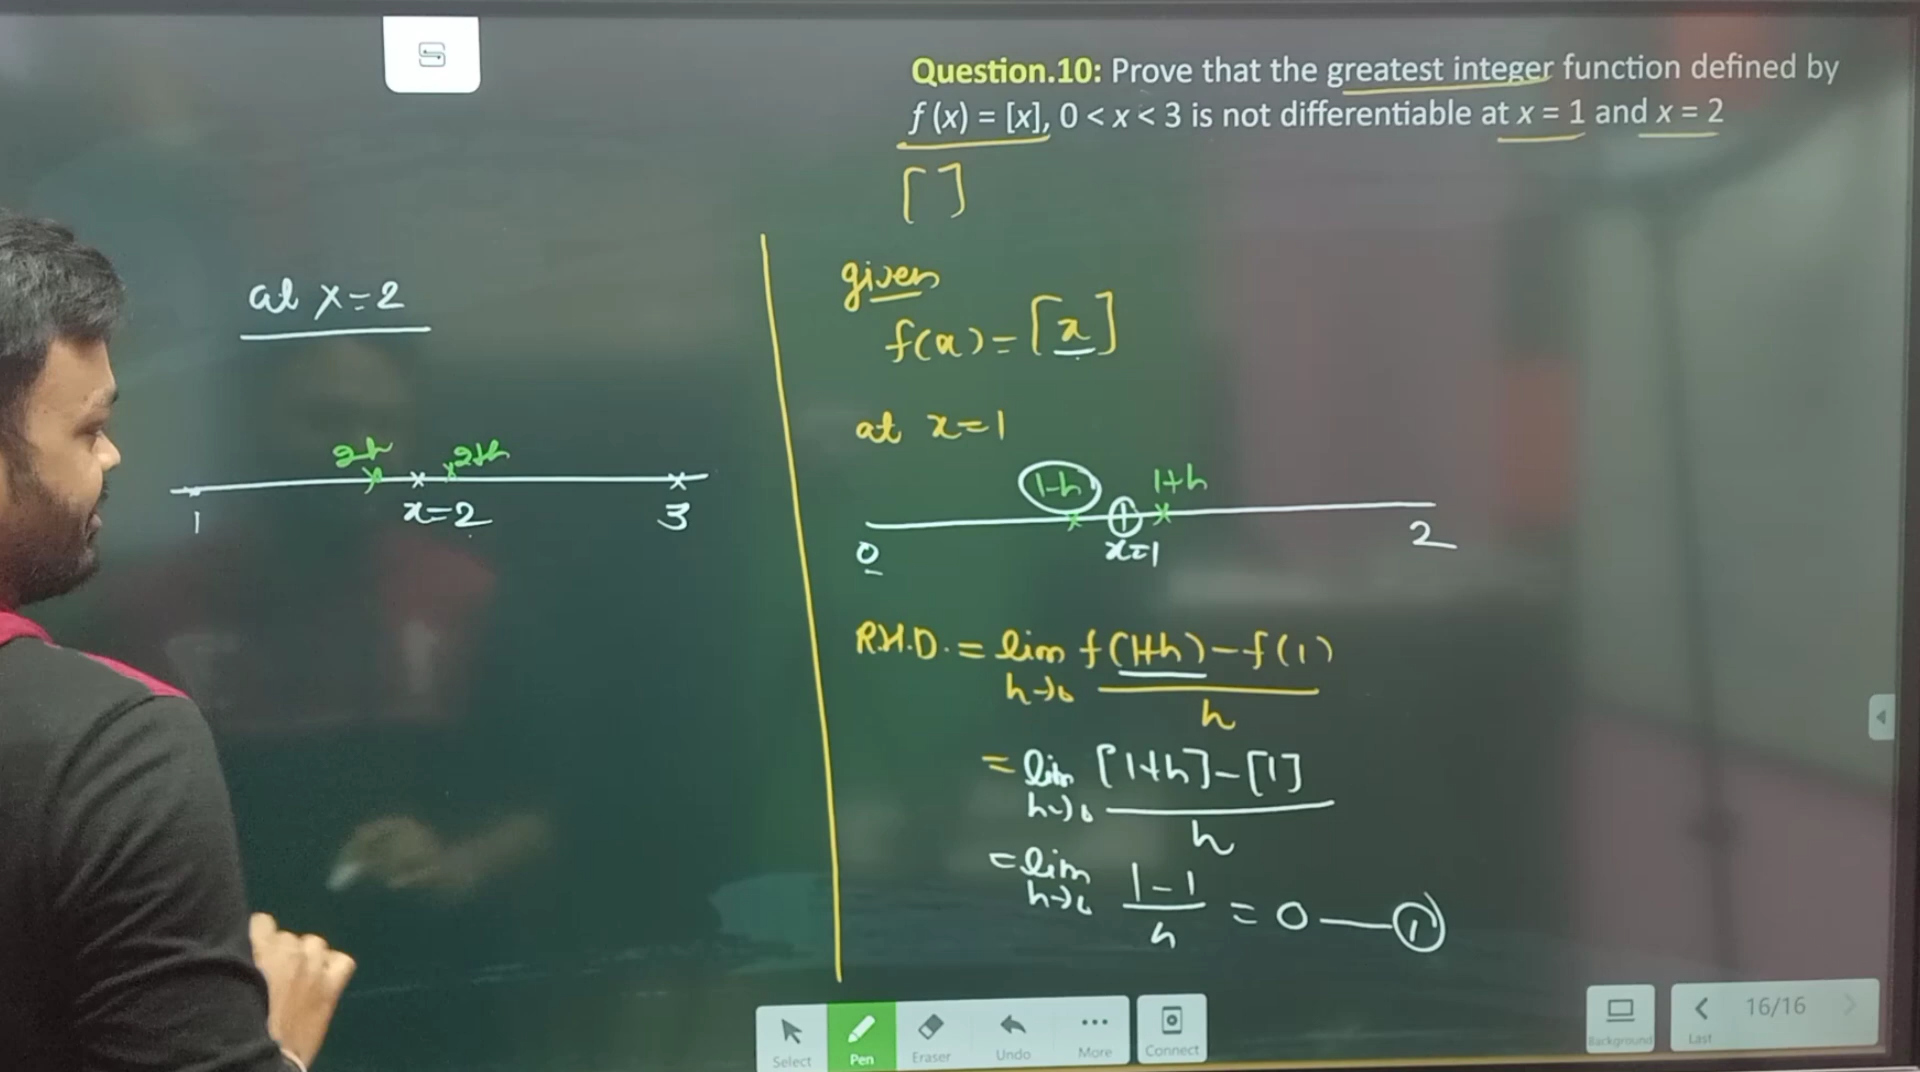 Question.10: Prove that the greatest integer function defined by
f (x) = [x], 0 < x < 3 is not differentiable at x = 1 and x = 2
[ ]
given
f(x) = [x]
at x=1
1-h 1+h
0 x=1 2
R.H.D. = lim f(1+h) - f(1)
h→0 h
= lim [1+h] - [1]
h→0 h
= lim 1-1
h→0 h = 0 — 1
at x=2
2-h 2+h
1 x=2 3
Select Pen Eraser Undo More Connect
Background
16/16
Last